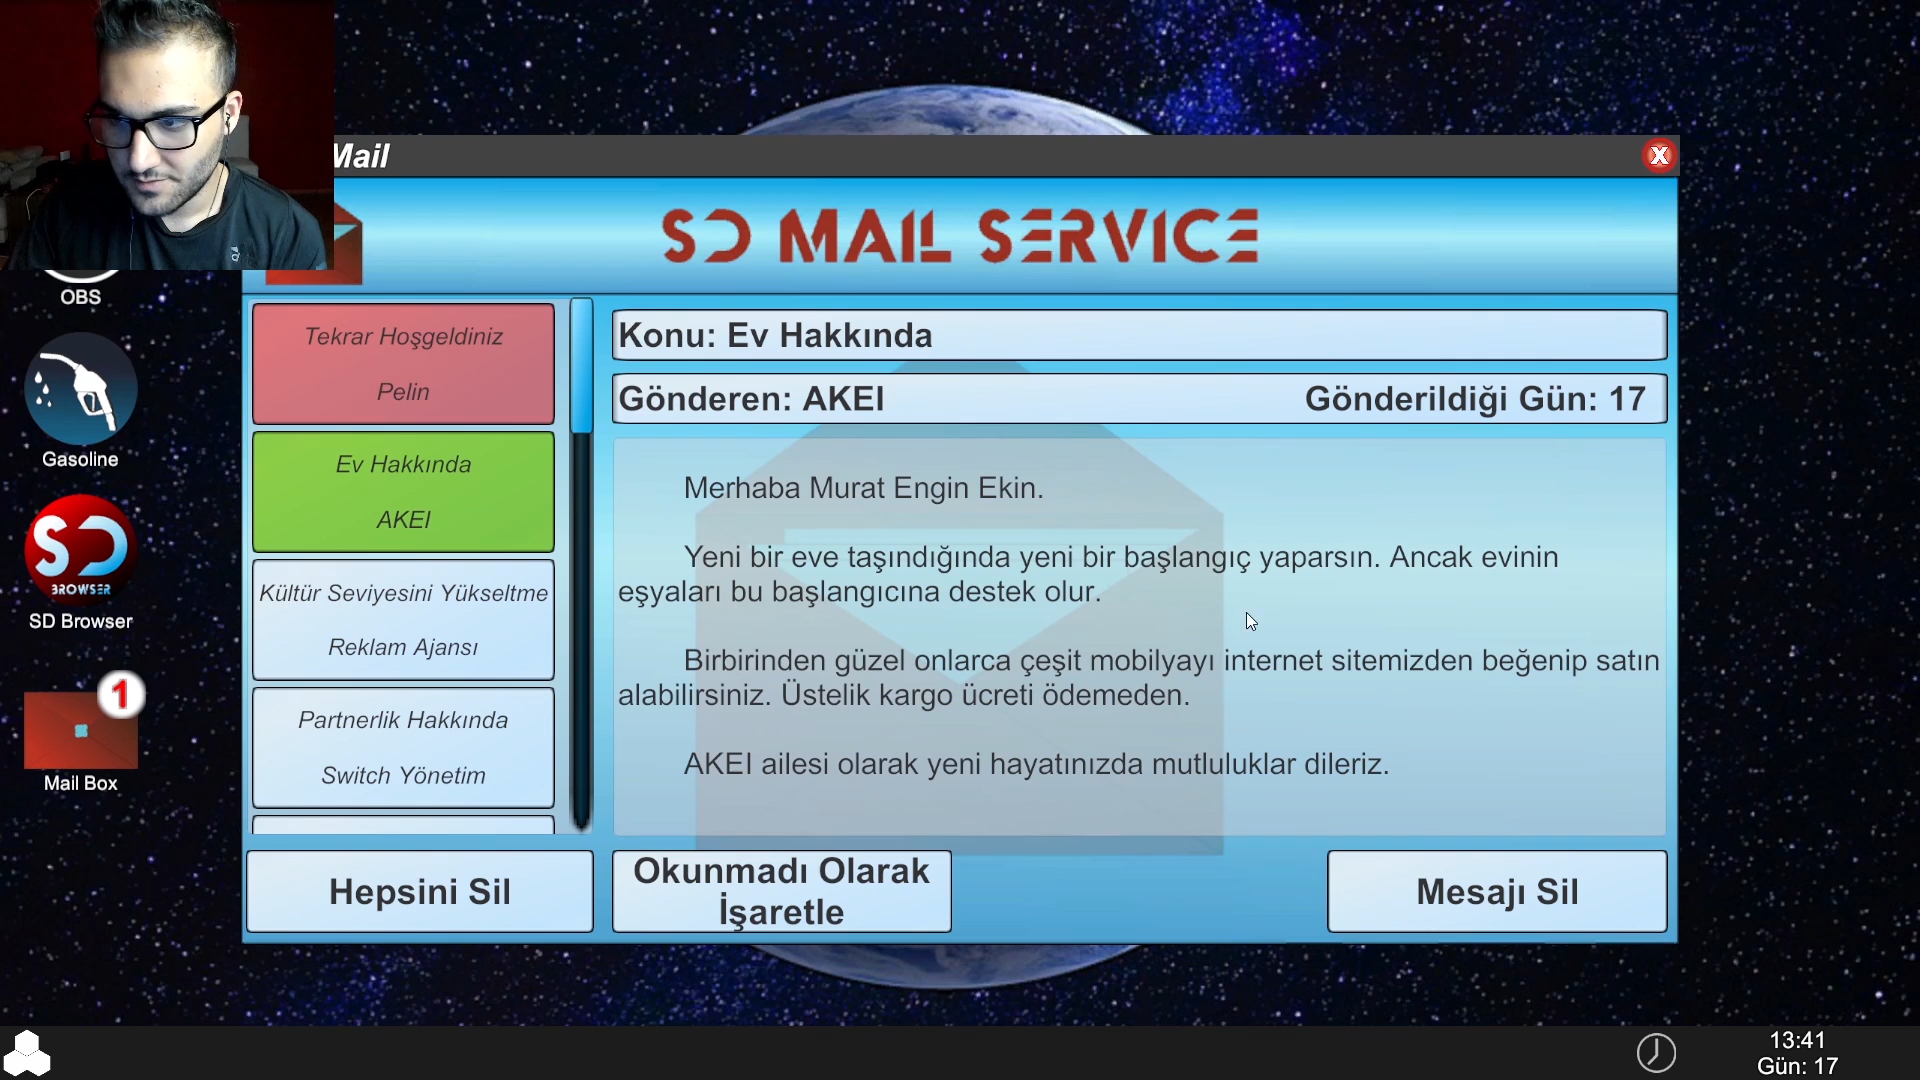 Mail
SD MAIL SERVICE
OBS
Gasoline
SD
BROWSER
SD Browser
1
Mail Box
Tekrar Hoşgeldiniz
Pelin
Ev Hakkında
AKEI
Kültür Seviyesini Yükseltme
Reklam Ajansı
Partnerlik Hakkında
Switch Yönetim
Hepsini Sil
Konu: Ev Hakkında
Gönderen: AKEI Gönderildiği Gün: 17
Merhaba Murat Engin Ekin.
Yeni bir eve taşındığında yeni bir başlangıç yaparsın. Ancak evinin
eşyaları bu başlangıcına destek olur.
Birbirinden güzel onlarca çeşit mobilyayı internet sitemizden beğenip satın
alabilirsiniz. Üstelik kargo ücreti ödemeden.
AKEI ailesi olarak yeni hayatınızda mutluluklar dileriz.
Okunmadı Olarak
İşaretle
Mesajı Sil
13:41
Gün: 17